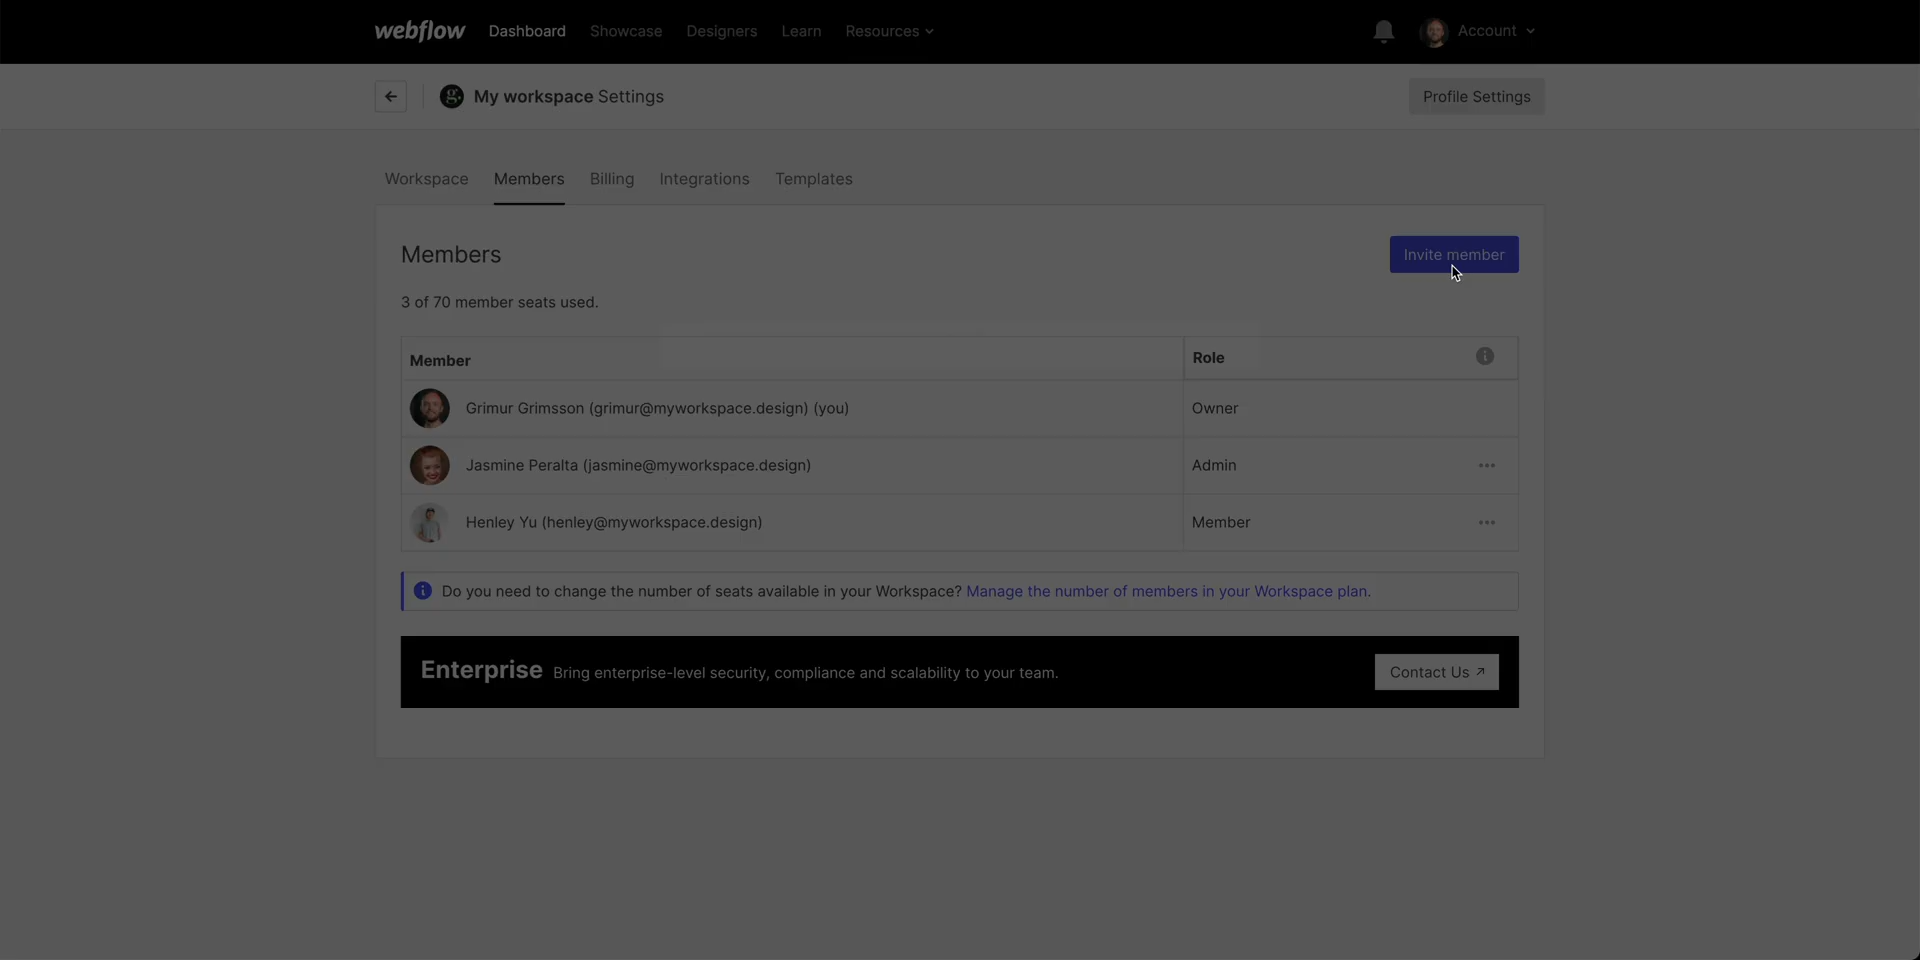 webflow Dashboard Showcase Designers Learn Resources Account
g. My workspace Settings Profile Settings
Workspace Members Billing Integrations Templates
Members Invite member
3 of 70 member seats used.
Member Role
Grimur Grimsson (grimur@myworkspace.design) (you) Owner
Jasmine Peralta (jasmine@myworkspace.design) Admin
Henley Yu (henley@myworkspace.design) Member
Do you need to change the number of seats available in your Workspace? Manage the number of members in your Workspace plan.
Enterprise Bring enterprise-level security, compliance and scalability to your team. Contact Us ↗